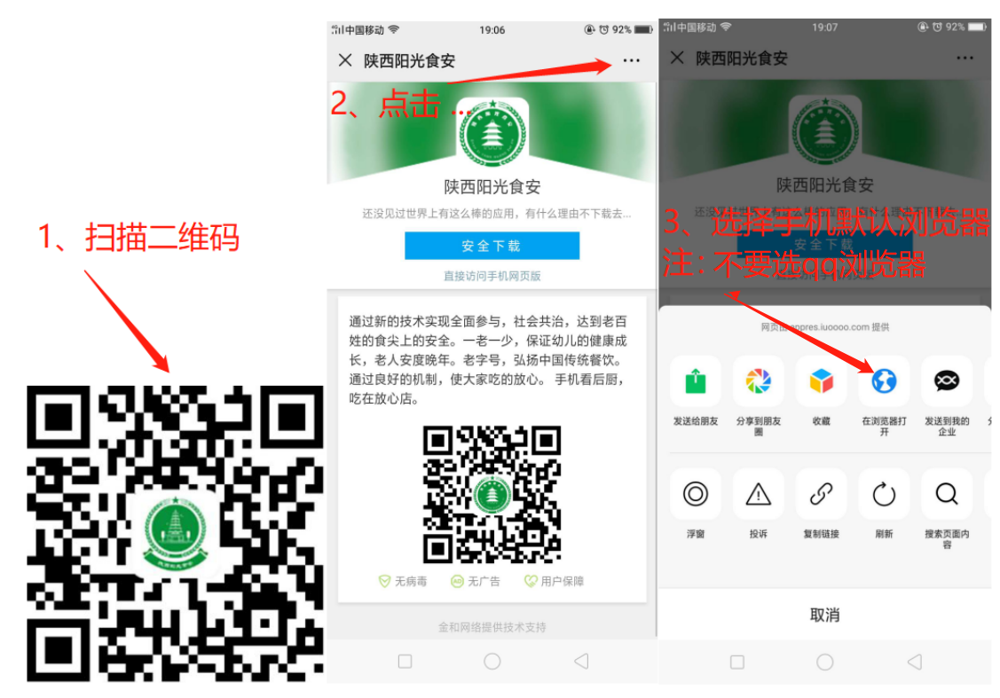 1、扫描二维码
中国移动
19:06
92%
陕西阳光食安
2、点击 ...
陕西阳光食安
还没见过世界上有这么棒的应用，有什么理由不下载去...
安全下载
直接访问手机网页版
通过新的技术实现全面参与，社会共治，达到老百
姓的食尖上的安全。一老一少，保证幼儿的健康成
长，老人安度晚年。老字号，弘扬中国传统餐饮。
通过良好的机制，使大家吃的放心。 手机看后厨，
吃在放心店。
无病毒 无广告 用户保障
金和网络提供技术支持
中国移动
19:07
92%
陕西阳光食安
陕西阳光食安
3、选择手机默认浏览器
安全下载
注：不要选qq浏览器
网页由 appres.iuoooo.com 提供
发送给朋友 分享到朋友 收藏 在浏览器打 发送到我的
圈 开 企业
浮窗 投诉 复制链接 刷新 搜索页面内
容
取消